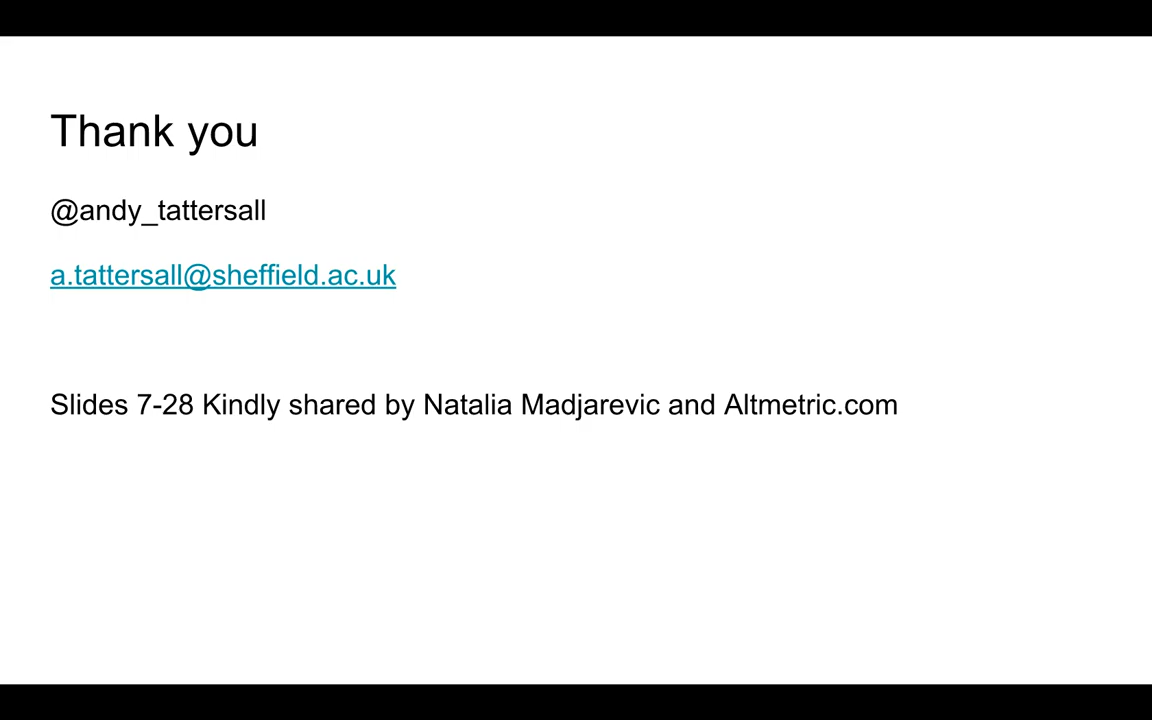 Thank you
@andy_tattersall
a.tattersall@sheffield.ac.uk
Slides 7-28 Kindly shared by Natalia Madjarevic and Altmetric.com